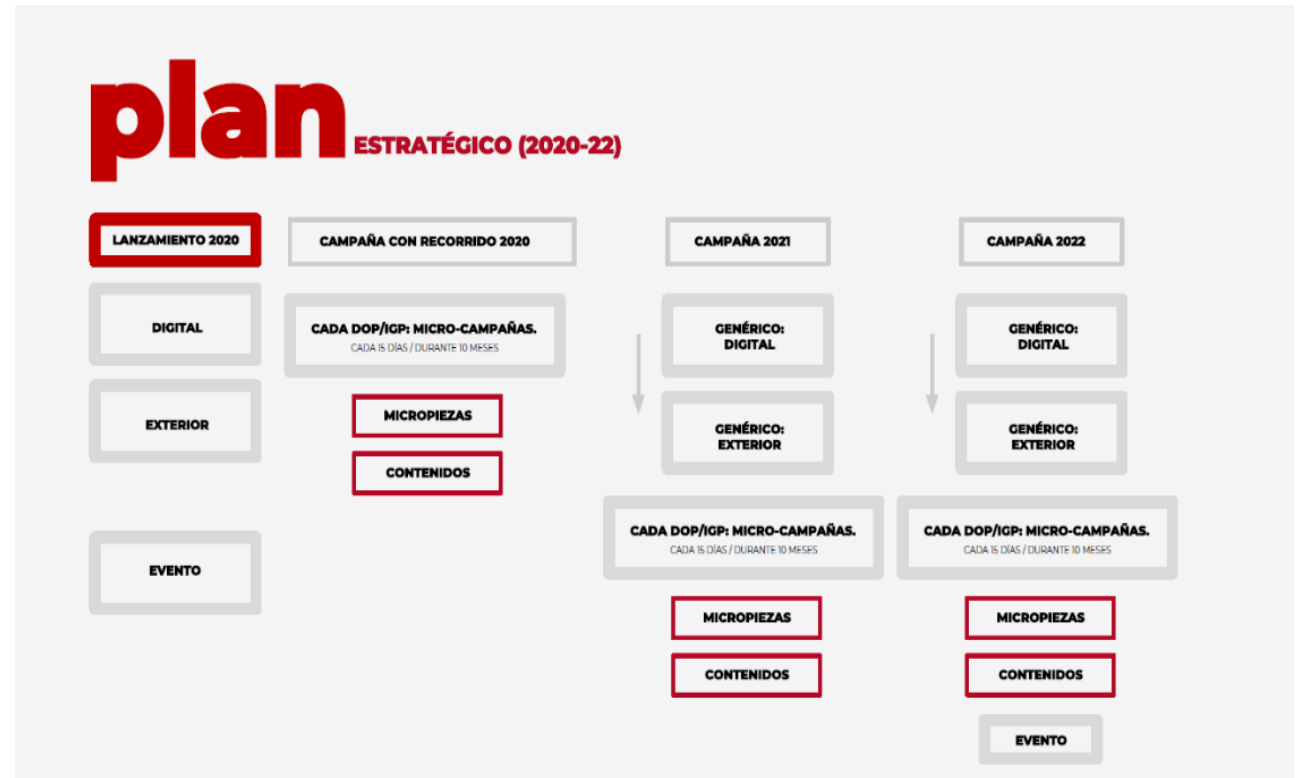 plan ESTRATÉGICO (2020-22)
LANZAMIENTO 2020
DIGITAL
EXTERIOR
EVENTO
CAMPAÑA CON RECORRIDO 2020
CADA DOP/IGP: MICRO-CAMPAÑAS.
CADA 15 DÍAS / DURANTE 10 MESES
MICROPIEZAS
CONTENIDOS
CAMPAÑA 2021
GENÉRICO:
DIGITAL
GENÉRICO:
EXTERIOR
CADA DOP/IGP: MICRO-CAMPAÑAS.
CADA 15 DÍAS / DURANTE 10 MESES
MICROPIEZAS
CONTENIDOS
CAMPAÑA 2022
GENÉRICO:
DIGITAL
GENÉRICO:
EXTERIOR
CADA DOP/IGP: MICRO-CAMPAÑAS.
CADA 15 DÍAS / DURANTE 10 MESES
MICROPIEZAS
CONTENIDOS
EVENTO